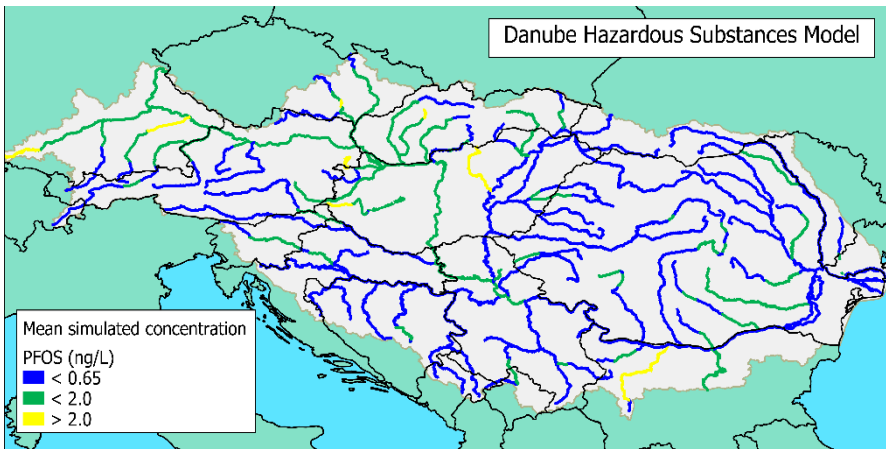 Danube Hazardous Substances Model
Mean simulated concentration
PFOS (ng/L)
< 0.65
< 2.0
> 2.0